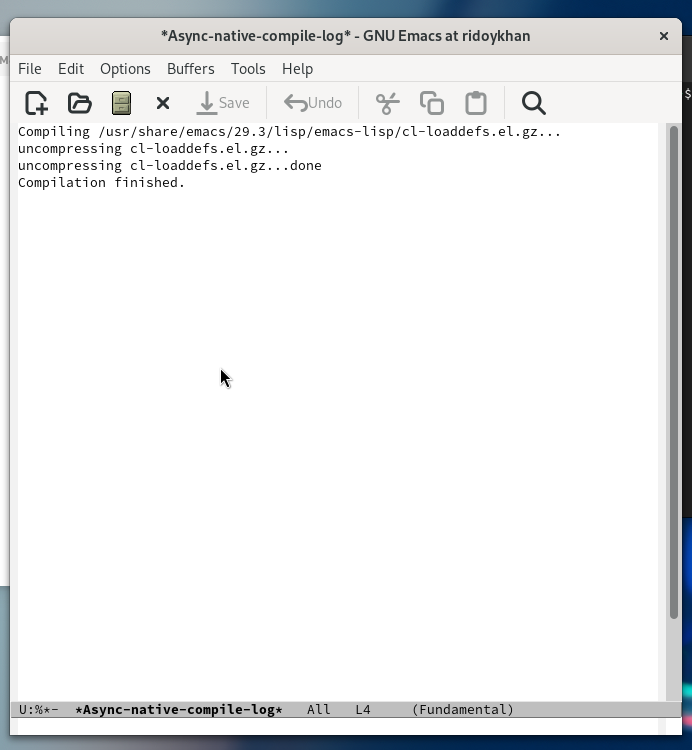 *Async-native-compile-log* - GNU Emacs at ridoykhan ×
File Edit Options Buffers Tools Help
Save Undo
Compiling /usr/share/emacs/29.3/lisp/emacs-lisp/cl-loaddefs.el.gz...
uncompressing cl-loaddefs.el.gz...
uncompressing cl-loaddefs.el.gz...done
Compilation finished.
U:%*- *Async-native-compile-log* All L4 (Fundamental)
M
$